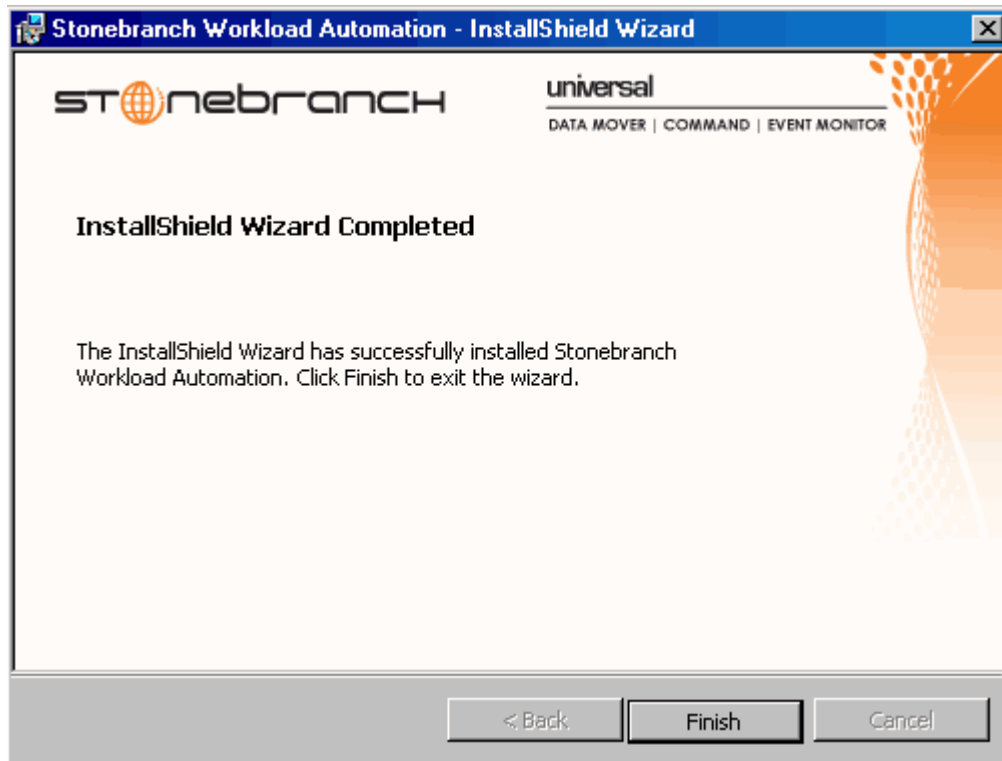 Stonebranch Workload Automation - InstallShield Wizard
stonebranch
universal
DATA MOVER | COMMAND | EVENT MONITOR
InstallShield Wizard Completed
The InstallShield Wizard has successfully installed Stonebranch
Workload Automation. Click Finish to exit the wizard.
< Back
Finish
Cancel